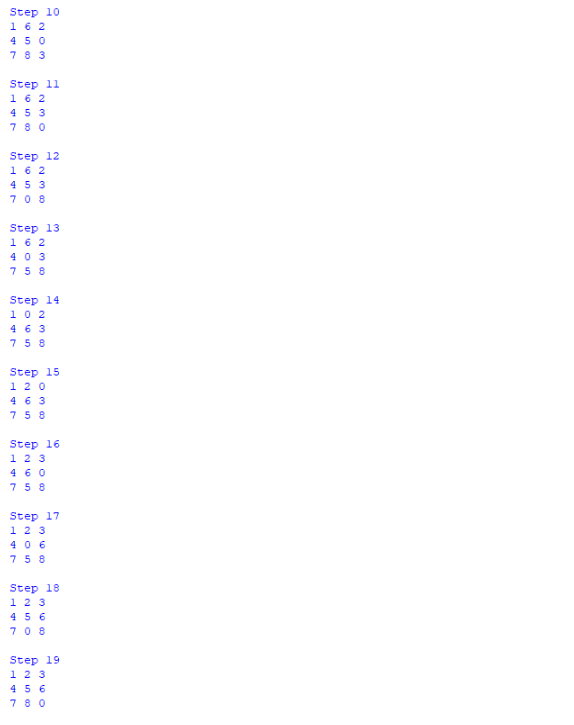 Step 10
1 6 2
4 5 0
7 8 3
Step 11
1 6 2
4 5 3
7 8 0
Step 12
1 6 2
4 5 3
7 0 8
Step 13
1 6 2
4 0 3
7 5 8
Step 14
1 0 2
4 6 3
7 5 8
Step 15
1 2 0
4 6 3
7 5 8
Step 16
1 2 3
4 6 0
7 5 8
Step 17
1 2 3
4 0 6
7 5 8
Step 18
1 2 3
4 5 6
7 0 8
Step 19
1 2 3
4 5 6
7 8 0